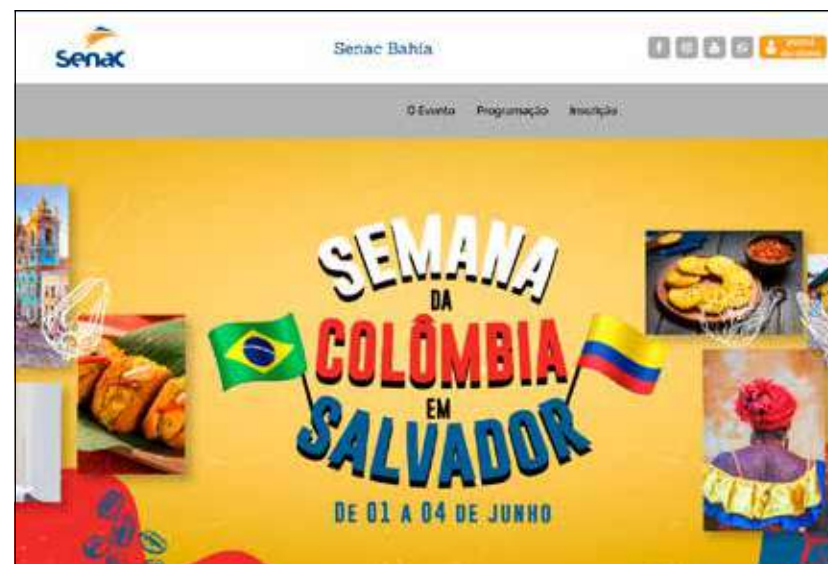 Senac
Senac Bahia
O Evento Programação Inscrição
SEMANA
DA
COLÔMBIA
EM
SALVADOR
DE 01 A 04 DE JUNHO